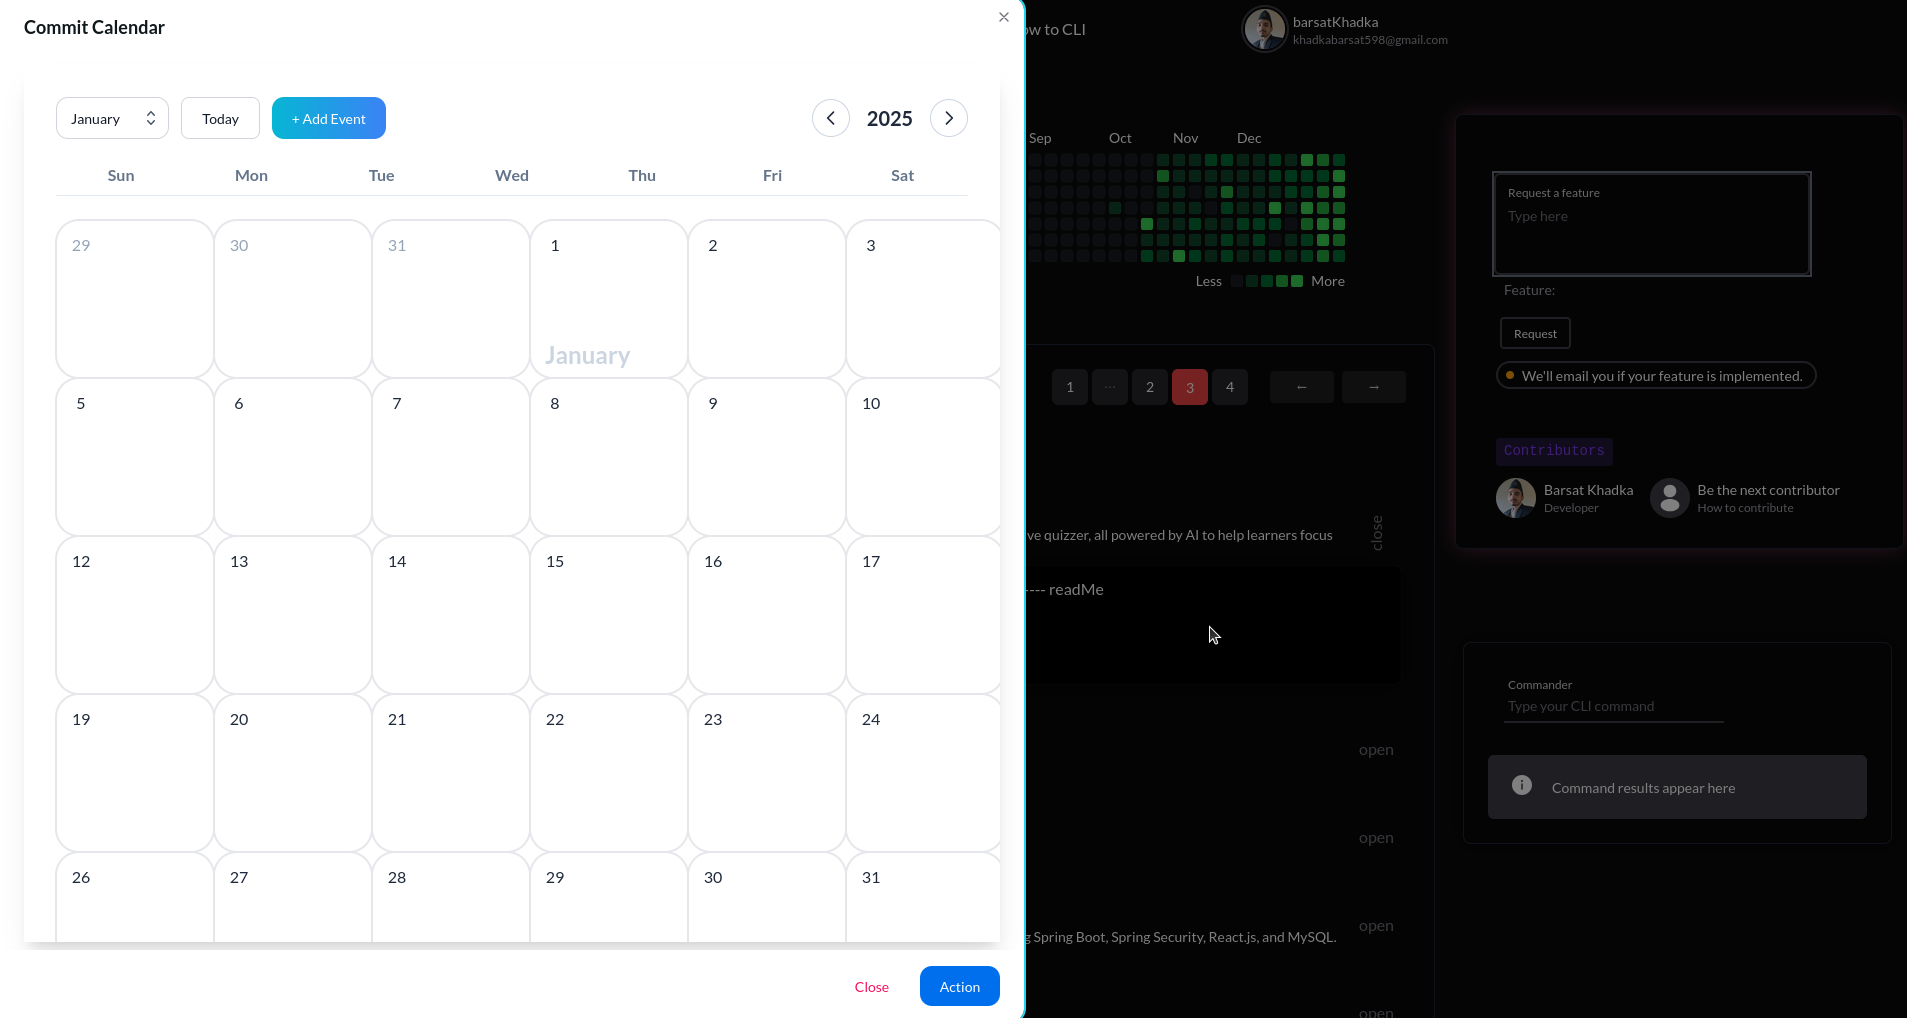 Commit Calendar
January
Today
+ Add Event
2025
Sun Mon Tue Wed Thu Fri Sat
29 30 31 1 2 3
January
5 6 7 8 9 10
12 13 14 15 16 17
19 20 21 22 23 24
26 27 28 29 30 31
Close
Action
ow to CLI
barsatKhadka
khadkabarsat598@gmail.com
Sep Oct Nov Dec
Less More
1 ... 2 3 4 ← →
ve quizzer, all powered by AI to help learners focus
close
---- readMe
open
open
open
g Spring Boot, Spring Security, React.js, and MySQL.
open
Request a feature
Type here
Feature:
Request
We'll email you if your feature is implemented.
Contributors
Barsat Khadka
Developer
Be the next contributor
How to contribute
Commander
Type your CLI command
Command results appear here